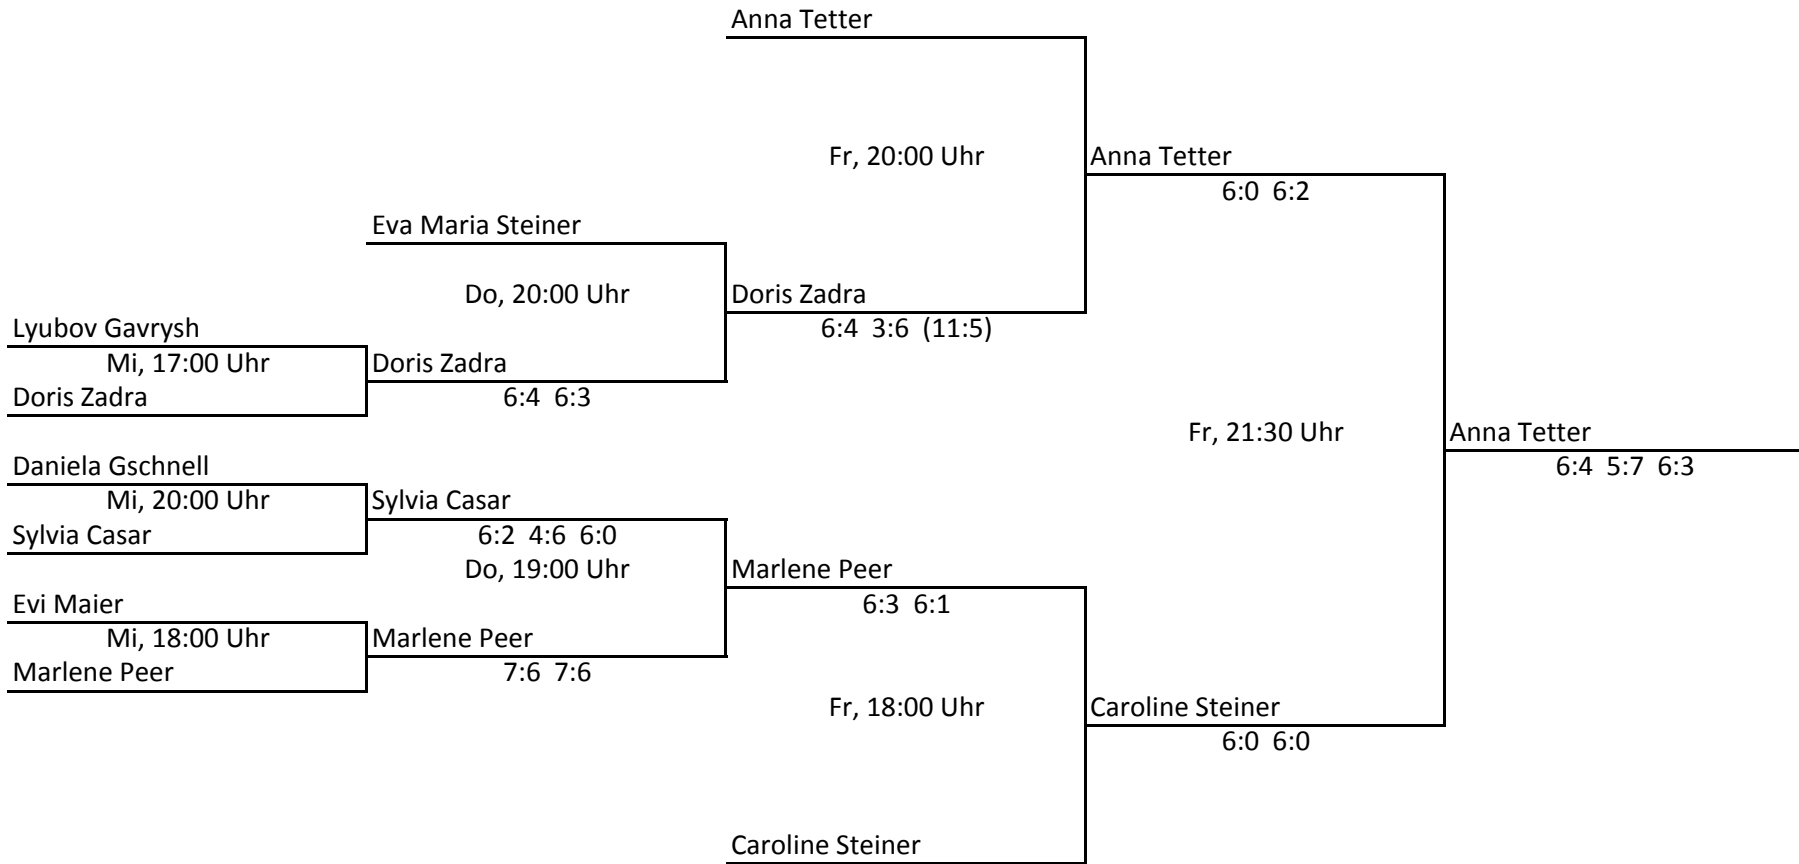 Anna Tetter
Fr, 20:00 Uhr
Anna Tetter
6:0  6:2
Eva Maria Steiner
Do, 20:00 Uhr
Doris Zadra
Lyubov Gavrysh
6:4  3:6  (11:5)
Mi, 17:00 Uhr
Doris Zadra
Doris Zadra
6:4  6:3
Fr, 21:30 Uhr
Anna Tetter
Daniela Gschnell
6:4  5:7  6:3
Mi, 20:00 Uhr
Sylvia Casar
Sylvia Casar
6:2  4:6  6:0
Do, 19:00 Uhr
Marlene Peer
Evi Maier
6:3  6:1
Mi, 18:00 Uhr
Marlene Peer
Marlene Peer
7:6  7:6
Fr, 18:00 Uhr
Caroline Steiner
6:0  6:0
Caroline Steiner